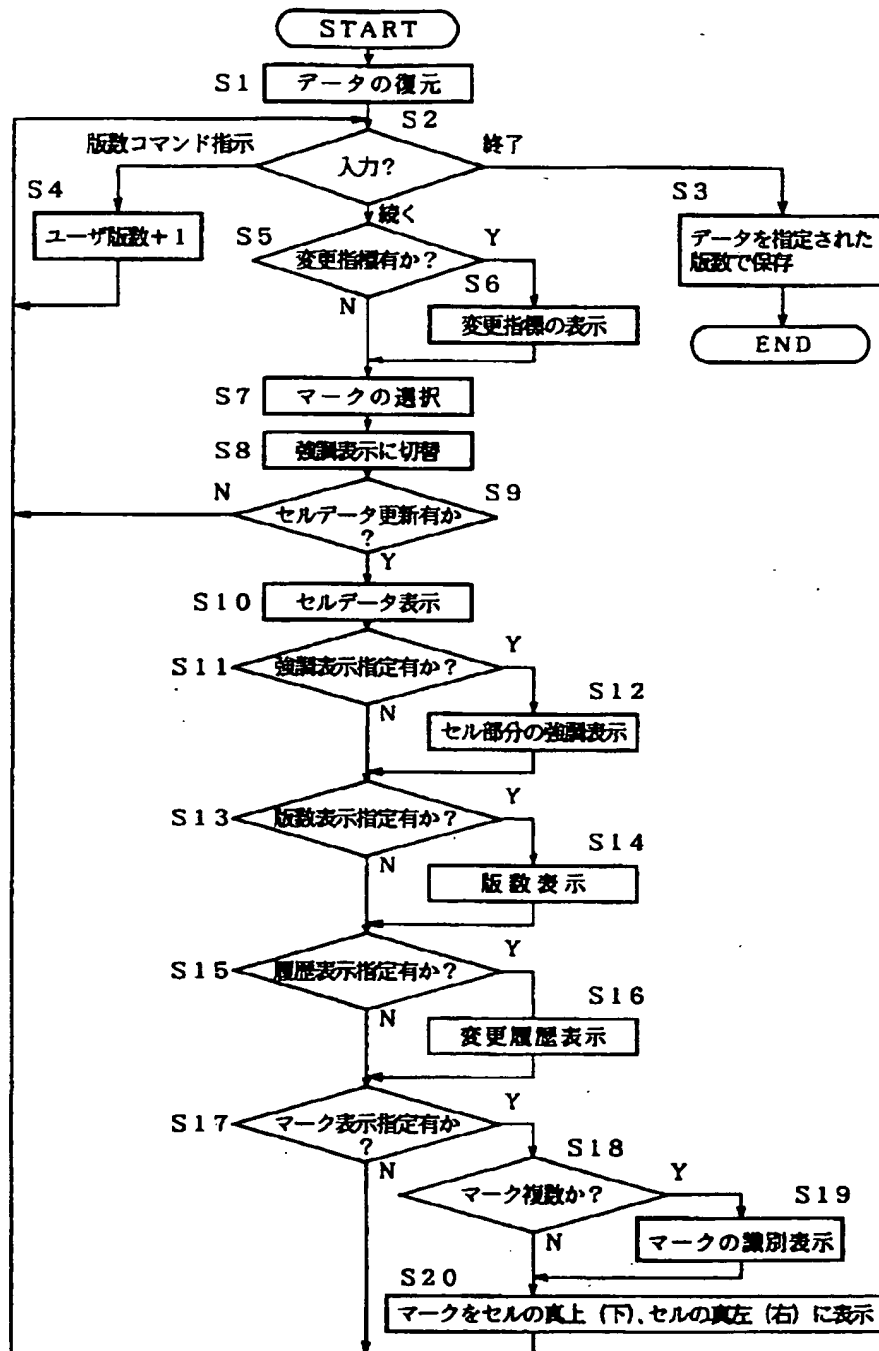 START
S1
データの復元
S2
版数コマンド指示
終了
入力?
S4
S3
ユーザ版数+1
続く
S5
Y
データを指定された
版数で保存
変更指標有か?
S6
N
変更指標の表示
END
S7
マークの選択
S8
強調表示に切替
N
S9
セルデータ更新有か
?
Y
S10
セルデータ表示
S11
強調表示指定有か?
Y
S12
N
セル部分の強調表示
S13
版数表示指定有か?
Y
S14
N
版数表示
S15
履歴表示指定有か?
Y
S16
N
変更履歴表示
S17
マーク表示指定有か
?
Y
N
S18
マーク複数か?
Y
S19
N
マークの識別表示
S20
マークをセルの真上(下)、セルの真左(右)に表示